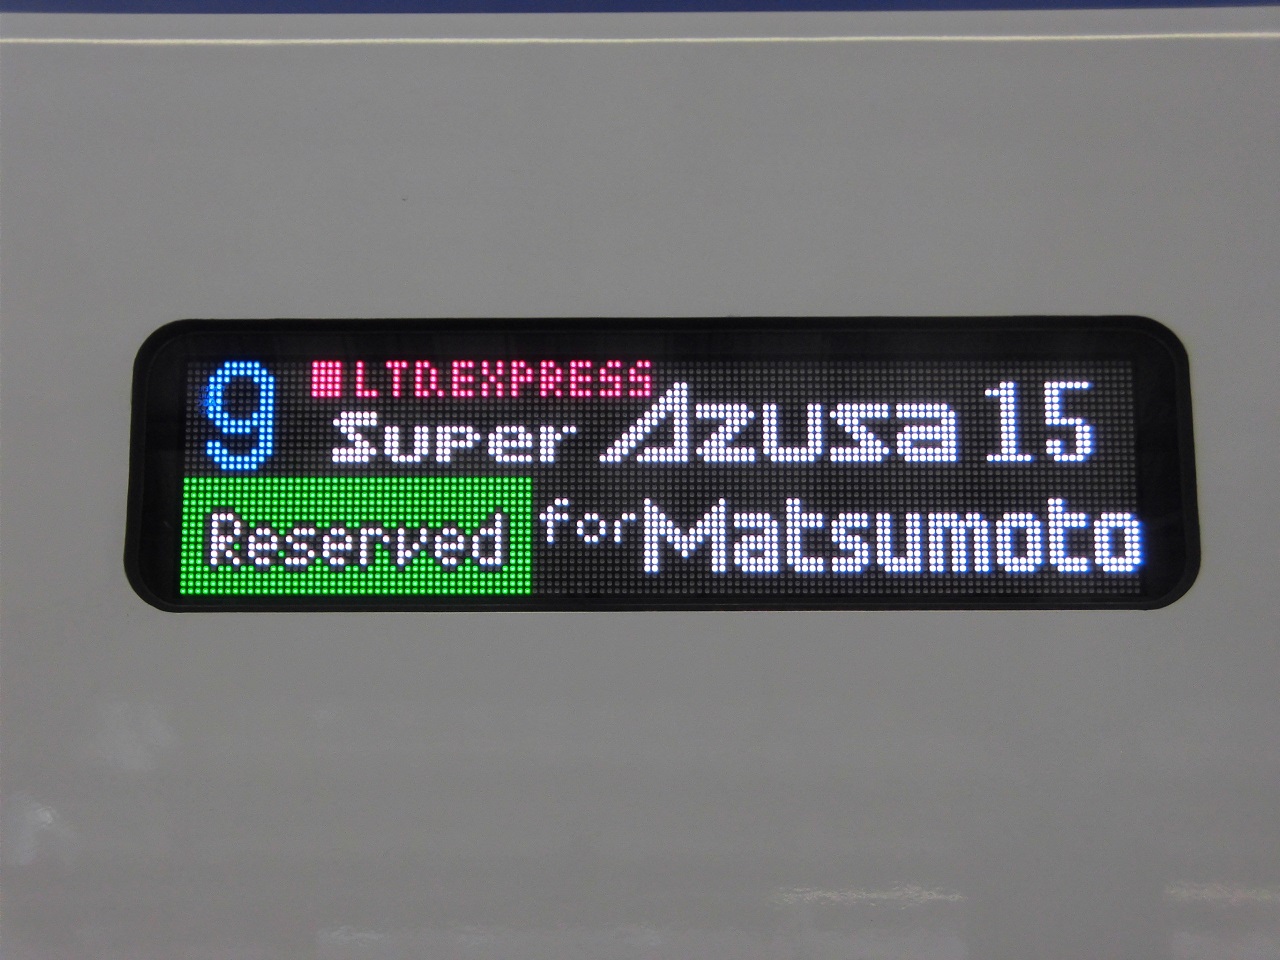 9
■LTD.EXPRESS
Super Azusa 15
Reserved
for Matsumoto